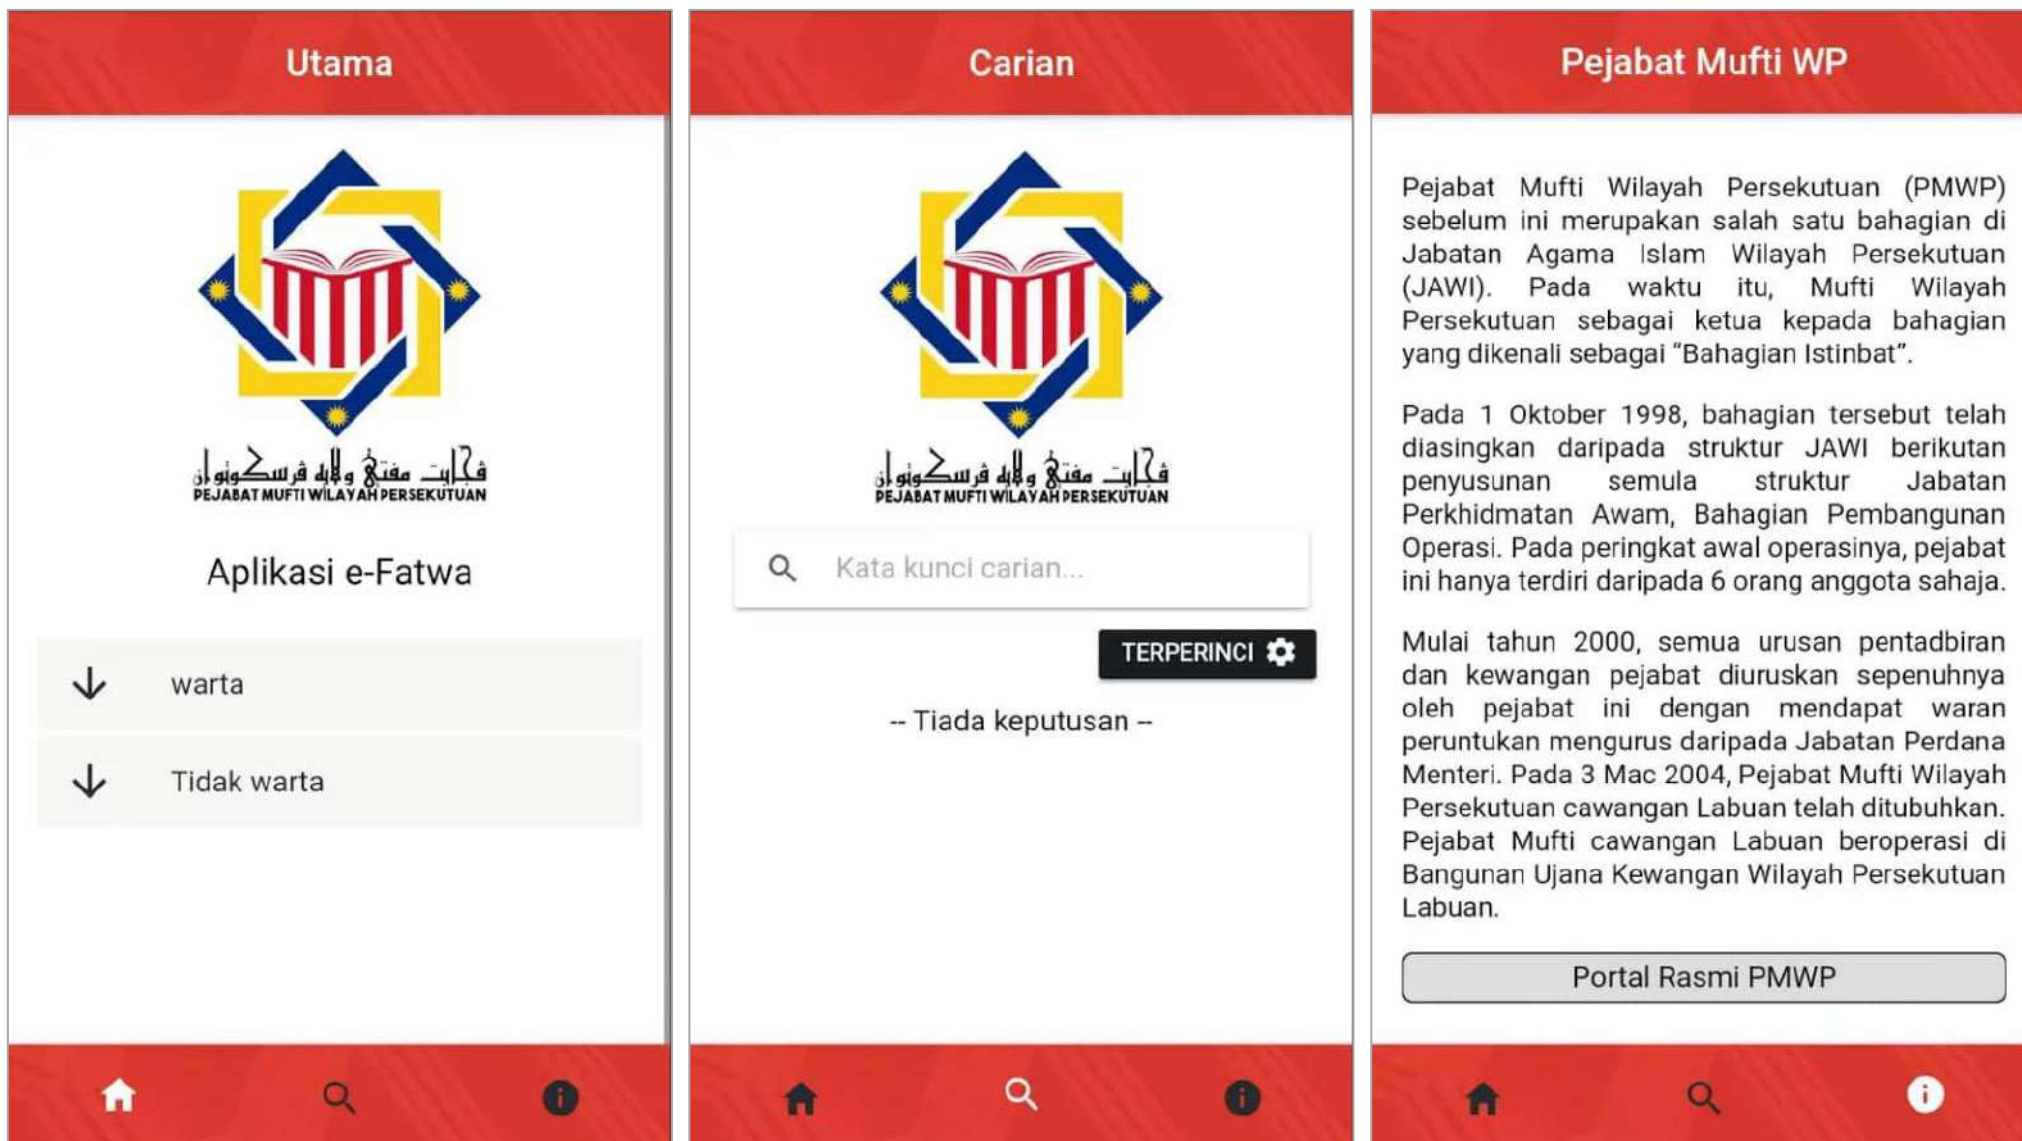 Utama
ڤجابت مفتي ولايه ڤرسكوتوان
PEJABAT MUFTI WILAYAH PERSEKUTUAN
Aplikasi e-Fatwa
warta
Tidak warta
Carian
ڤجابت مفتي ولايه ڤرسكوتوان
PEJABAT MUFTI WILAYAH PERSEKUTUAN
Kata kunci carian...
TERPERINCI
-- Tiada keputusan --
Pejabat Mufti WP
Pejabat Mufti Wilayah Persekutuan (PMWP)
sebelum ini merupakan salah satu bahagian di
Jabatan Agama Islam Wilayah Persekutuan
(JAWI). Pada waktu itu, Mufti Wilayah
Persekutuan sebagai ketua kepada bahagian
yang dikenali sebagai “Bahagian Istinbat”.
Pada 1 Oktober 1998, bahagian tersebut telah
diasingkan daripada struktur JAWI berikutan
penyusunan semula struktur Jabatan
Perkhidmatan Awam, Bahagian Pembangunan
Operasi. Pada peringkat awal operasinya, pejabat
ini hanya terdiri daripada 6 orang anggota sahaja.
Mulai tahun 2000, semua urusan pentadbiran
dan kewangan pejabat diuruskan sepenuhnya
oleh pejabat ini dengan mendapat waran
peruntukan mengurus daripada Jabatan Perdana
Menteri. Pada 3 Mac 2004, Pejabat Mufti Wilayah
Persekutuan cawangan Labuan telah ditubuhkan.
Pejabat Mufti cawangan Labuan beroperasi di
Bangunan Ujana Kewangan Wilayah Persekutuan
Labuan.
Portal Rasmi PMWP